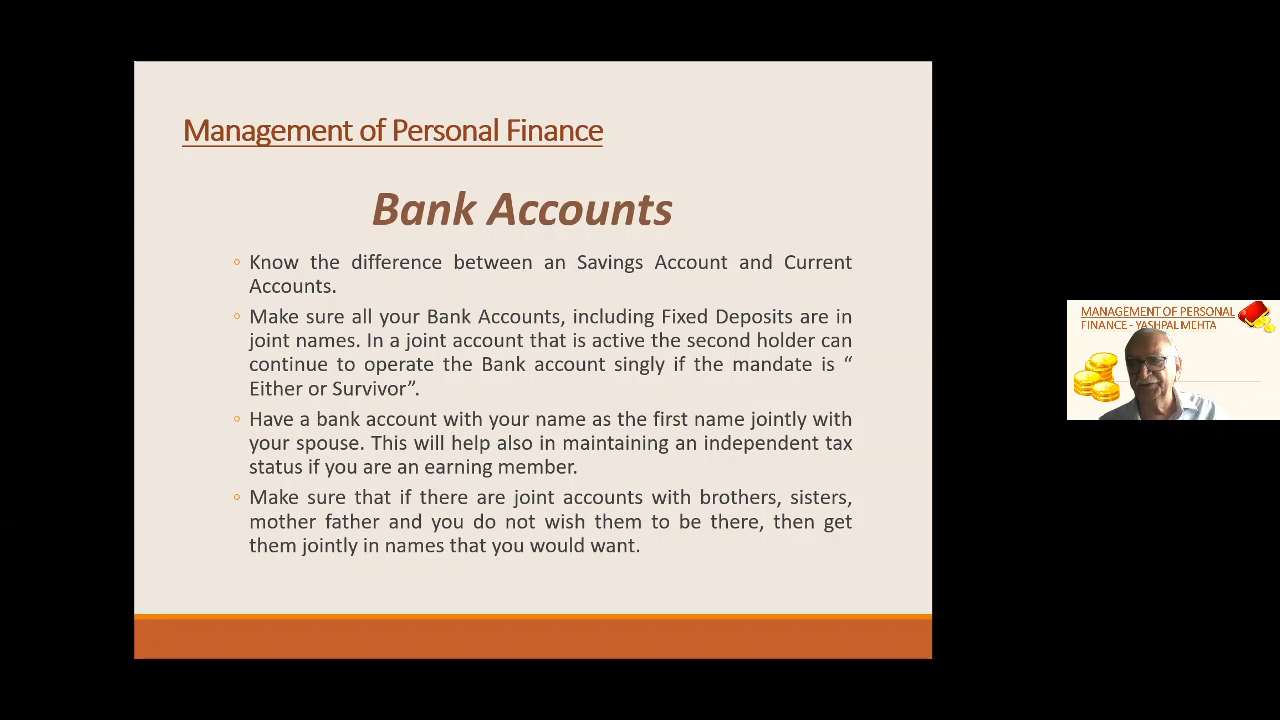 Management of Personal Finance
Bank Accounts
◦ Know the difference between an Savings Account and Current
Accounts.
◦ Make sure all your Bank Accounts, including Fixed Deposits are in
joint names. In a joint account that is active the second holder can
continue to operate the Bank account singly if the mandate is “
Either or Survivor”.
◦ Have a bank account with your name as the first name jointly with
your spouse. This will help also in maintaining an independent tax
status if you are an earning member.
◦ Make sure that if there are joint accounts with brothers, sisters,
mother father and you do not wish them to be there, then get
them jointly in names that you would want.
MANAGEMENT OF PERSONAL
FINANCE - YASHPAL MEHTA